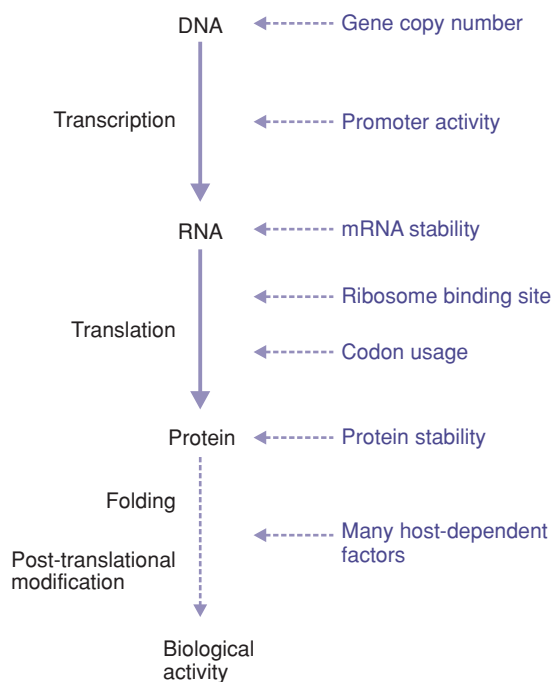 DNA
Gene copy number
Transcription
Promoter activity
RNA
mRNA stability
Ribosome binding site
Translation
Codon usage
Protein
Protein stability
Folding
Many host-dependent
factors
Post-translational
modification
Biological
activity